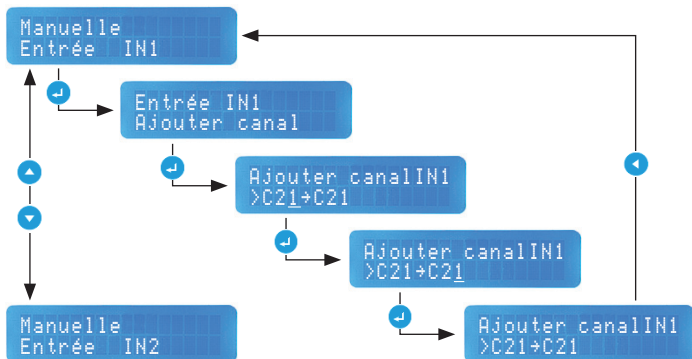 Manuelle
Entrée IN1
Entrée IN1
Ajouter canal
Ajouter canalIN1
>C21→C21
Ajouter canalIN1
>C21→C21
Manuelle
Entrée IN2
Ajouter canalIN1
>C21→C21